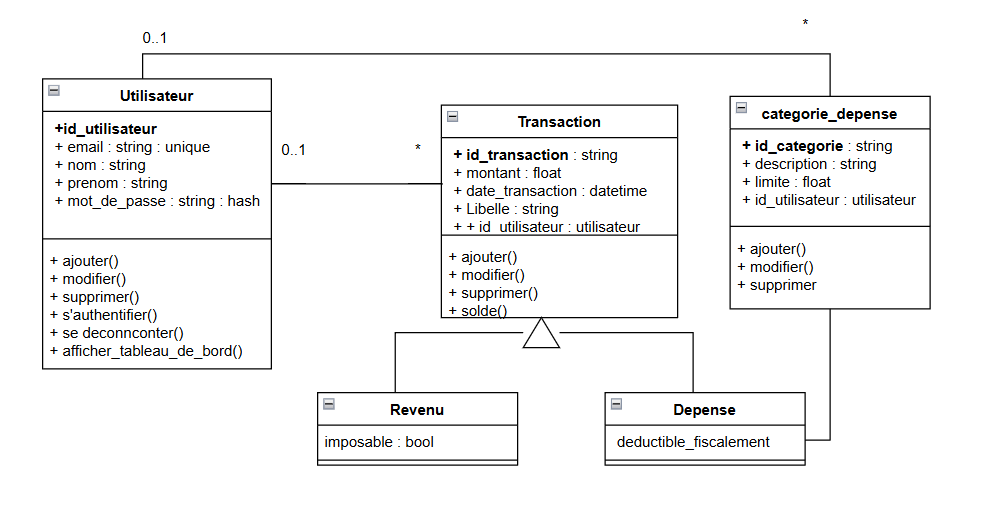 *
0..1
Utilisateur
+id_utilisateur
+ email : string : unique
+ nom : string
+ prenom : string
+ mot_de_passe : string : hash
+ ajouter()
+ modifier()
+ supprimer()
+ s'authentifier()
+ se deconnconter()
+ afficher_tableau_de_bord()
0..1
*
Transaction
+ id_transaction : string
+ montant : float
+ date_transaction : datetime
+ Libelle : string
+ + id_utilisateur : utilisateur
+ ajouter()
+ modifier()
+ supprimer()
+ solde()
categorie_depense
+ id_categorie : string
+ description : string
+ limite : float
+ id_utilisateur : utilisateur
+ ajouter()
+ modifier()
+ supprimer
Revenu
imposable : bool
Depense
deductible_fiscalement